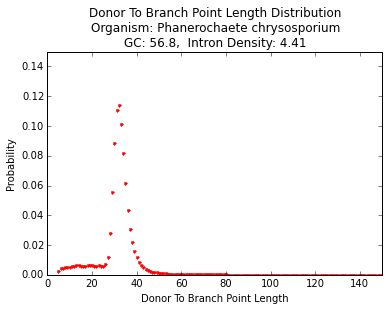 Donor To Branch Point Length Distribution
Organism: Phanerochaete chrysosporium
GC: 56.8,  Intron Density: 4.41
0.14
0.12
0.10
0.08
0.06
0.04
0.02
0.00
Probability
0 20 40 60 80 100 120 140
Donor To Branch Point Length